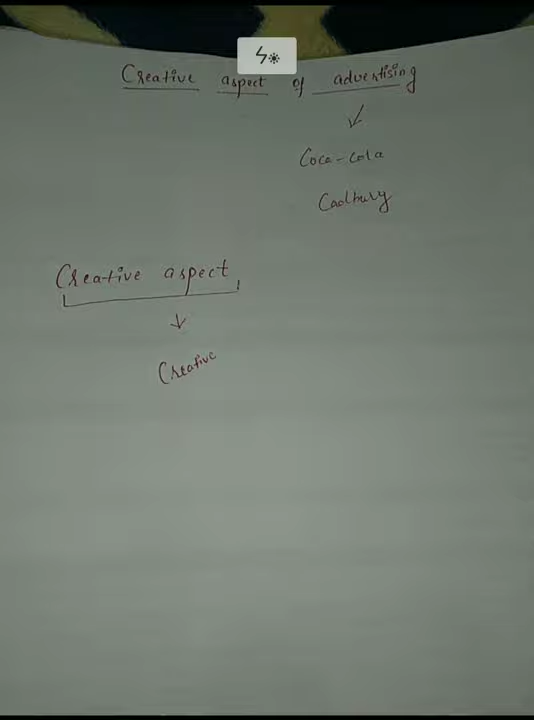 Creative aspect of advertising
Coca-cola
Cadbury
Creative aspect
Creative